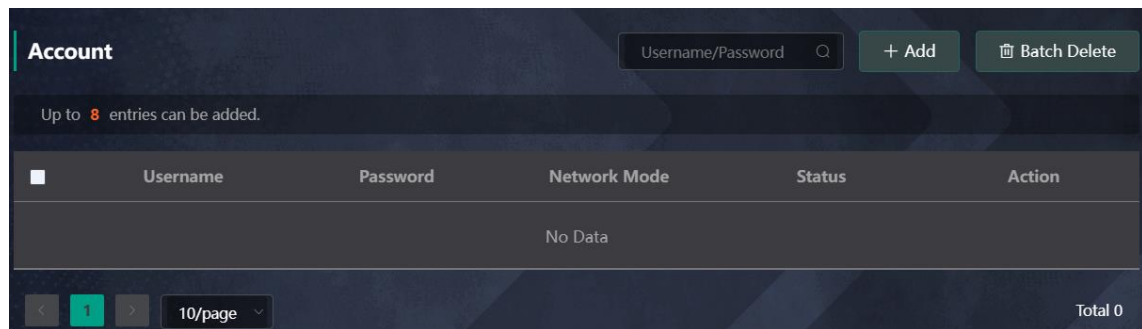 Account
Username/Password
+ Add
Batch Delete
Up to 8 entries can be added.
Username Password Network Mode Status Action
No Data
< 1 > 10/page
Total 0